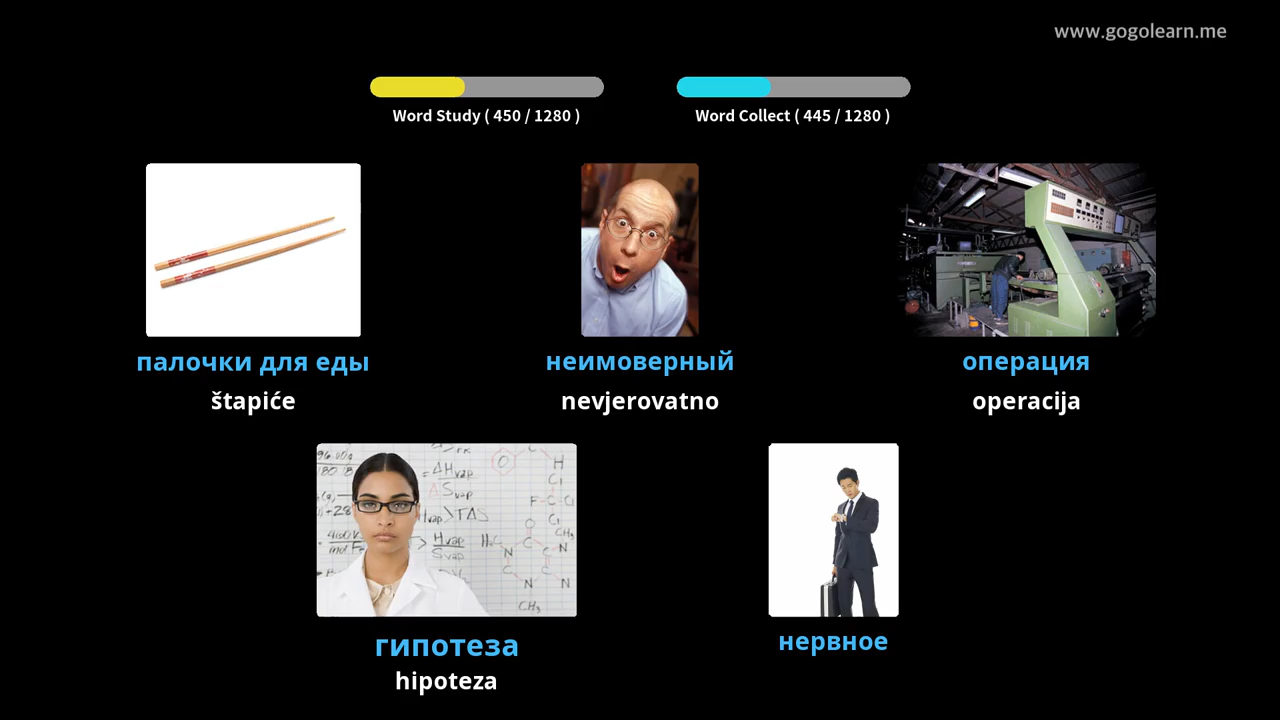 www.gogolearn.me
Word Study ( 450 / 1280 )
Word Collect ( 445 / 1280 )
палочки для еды
неимоверный
операция
štapiće
nevjerovatno
operacija
гипотеза
нервное
hipoteza